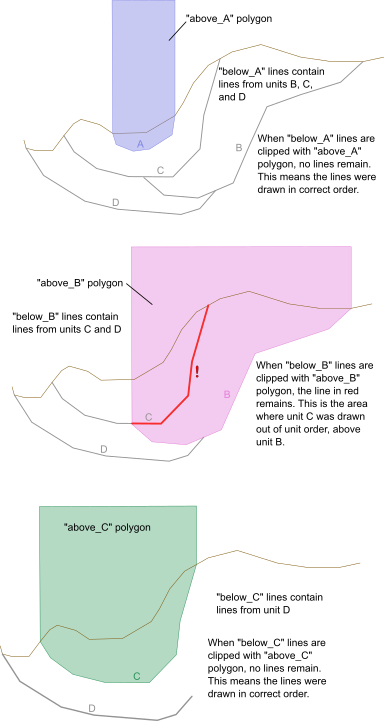 "above_A" polygon
"below_A" lines contain
lines from units B, C,
and D
When "below_A" lines are
clipped with "above_A"
polygon, no lines remain.
This means the lines were
drawn in correct order.
A
B
C
D
"above_B" polygon
"below_B" lines contain
lines from units C and D
!
When "below_B" lines are
clipped with "above_B"
polygon, the line in red
remains. This is the area
where unit C was drawn
out of unit order, above
unit B.
B
C
D
"above_C" polygon
"below_C" lines contain
lines from unit D
When "below_C" lines are
clipped with "above_C"
polygon, no lines remain.
This means the lines were
drawn in correct order.
C
D